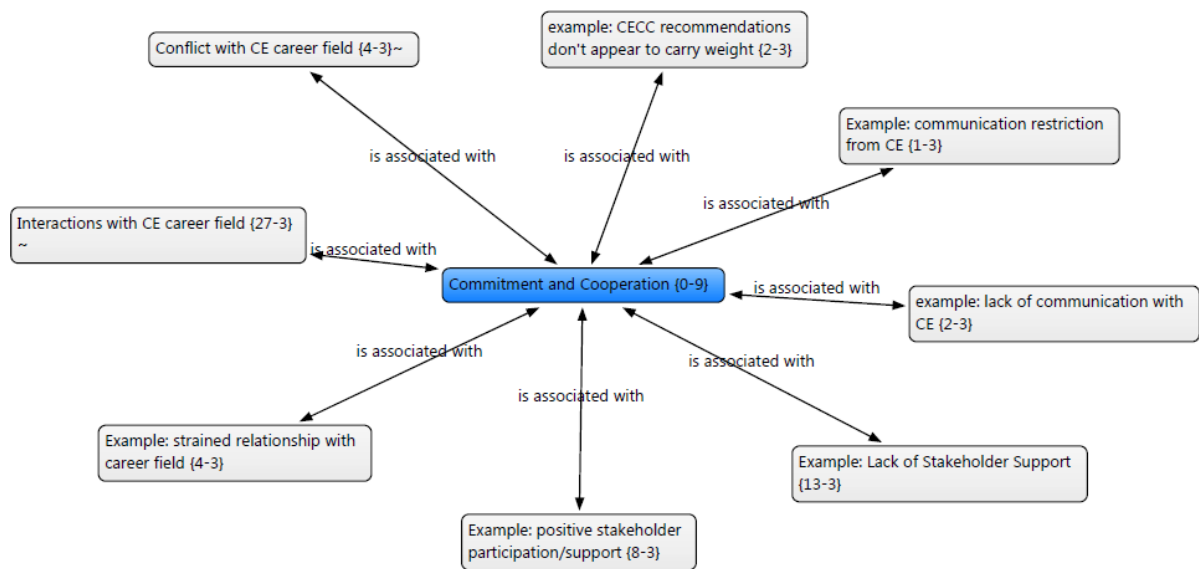 Conflict with CE career field {4-3}~
example: CECC recommendations
don't appear to carry weight {2-3}
Example: communication restriction
from CE {1-3}
is associated with
is associated with
is associated with
Interactions with CE career field {27-3}
~
is associated with
Commitment and Cooperation {0-9}
is associated with
example: lack of communication with
CE {2-3}
is associated with
is associated with
is associated with
Example: strained relationship with
career field {4-3}
Example: Lack of Stakeholder Support
{13-3}
Example: positive stakeholder
participation/support {8-3}